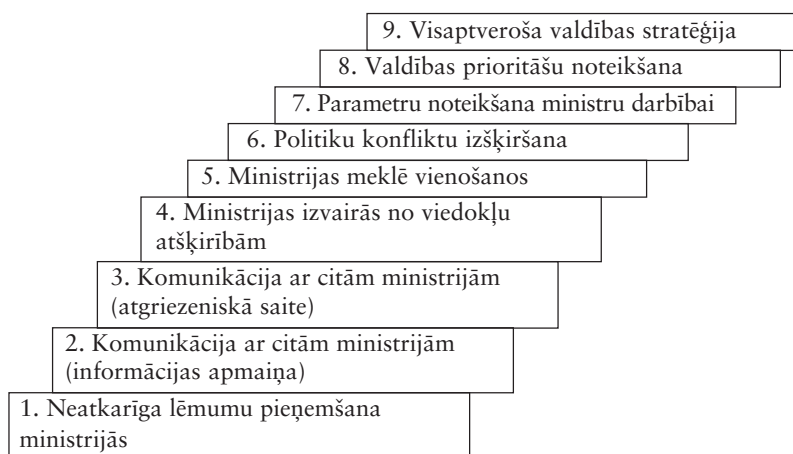 9. Visaptveroša valdības stratēģija
8. Valdības prioritāšu noteikšana
7. Parametru noteikšana ministru darbībai
6. Politiku konfliktu izšķiršana
5. Ministrijas meklē vienošanos
4. Ministrijas izvairās no viedokļu
atšķirībām
3. Komunikācija ar citām ministrijām
(atgriezeniskā saite)
2. Komunikācija ar citām ministrijām
(informācijas apmaiņa)
1. Neatkarīga lēmumu pieņemšana
ministrijās